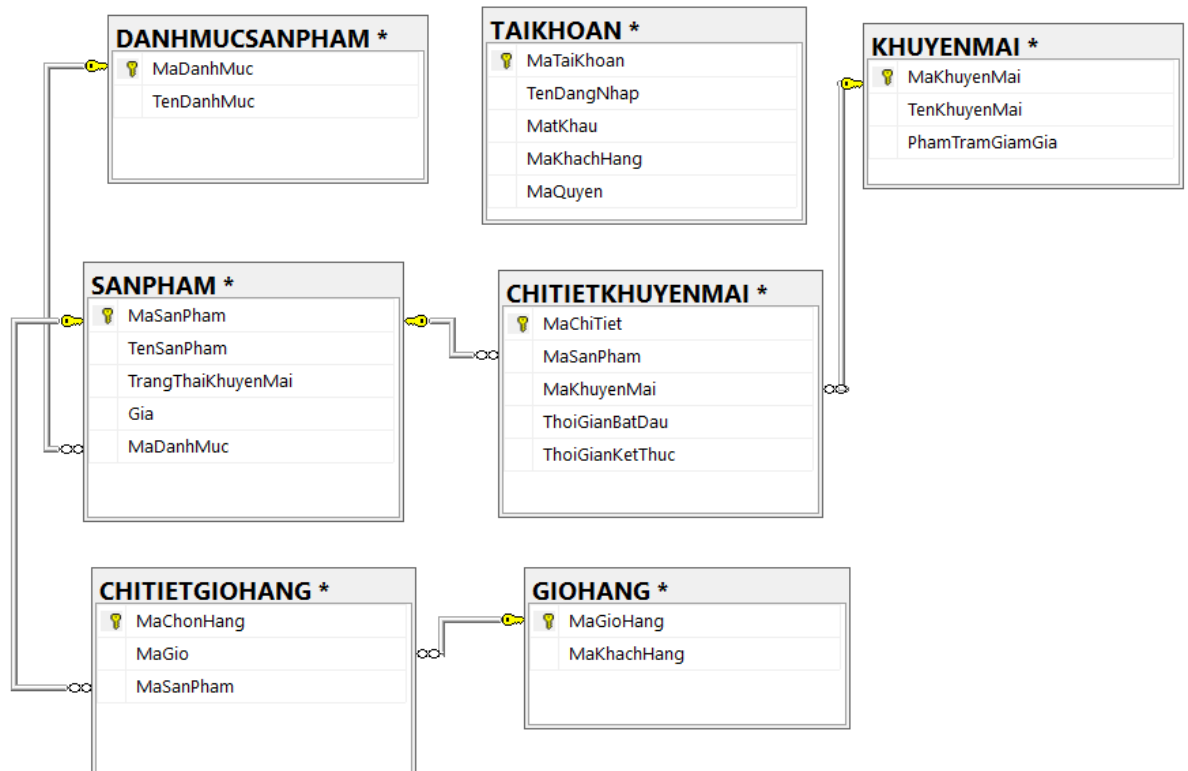 DANHMUCSANPHAM *
MaDanhMuc
TenDanhMuc
TAIKHOAN *
MaTaiKhoan
TenDangNhap
MatKhau
MaKhachHang
MaQuyen
KHUYENMAI *
MaKhuyenMai
TenKhuyenMai
PhamTramGiamGia
SANPHAM *
MaSanPham
TenSanPham
TrangThaiKhuyenMai
Gia
MaDanhMuc
CHITIETKHUYENMAI *
MaChiTiet
MaSanPham
MaKhuyenMai
ThoiGianBatDau
ThoiGianKetThuc
CHITIETGIOHANG *
MaChonHang
MaGio
MaSanPham
GIOHANG *
MaGioHang
MaKhachHang